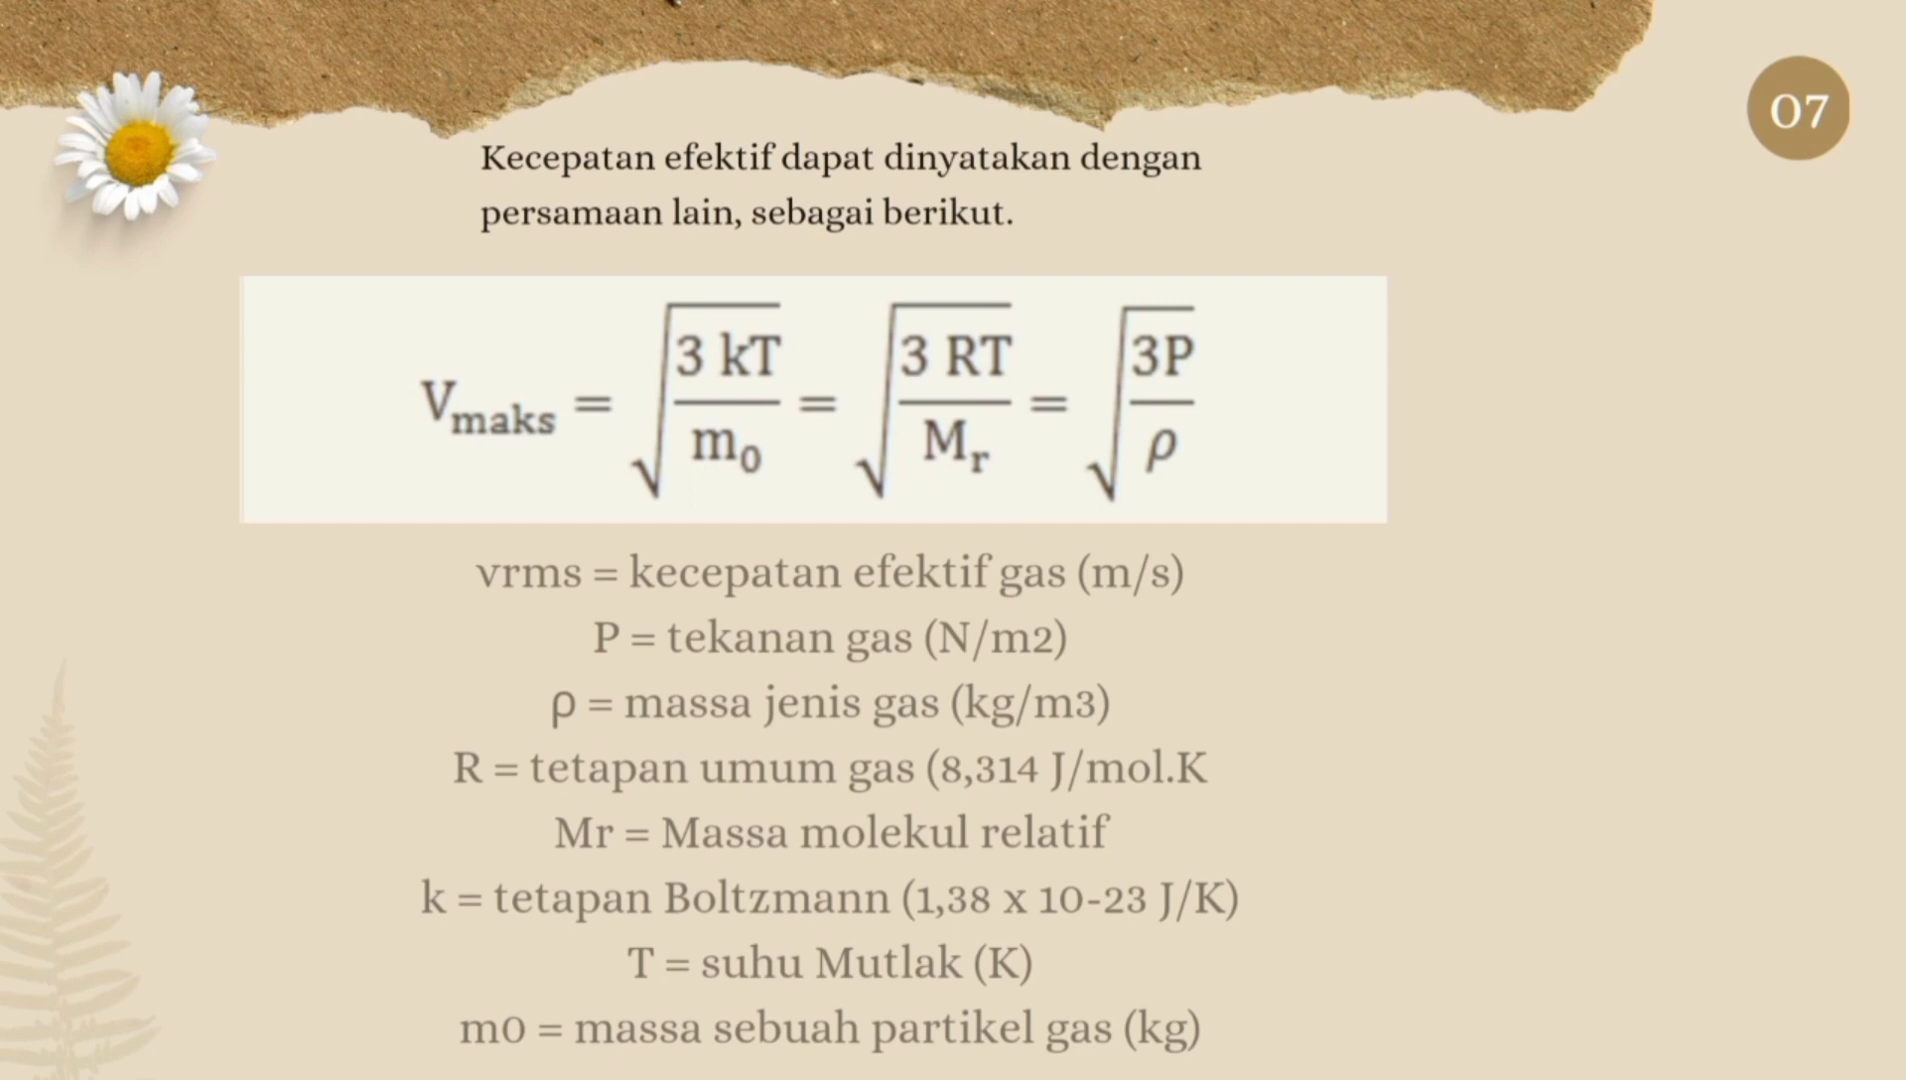 07
Kecepatan efektif dapat dinyatakan dengan
persamaan lain, sebagai berikut.
V_maks = √(3 kT / m₀) = √(3 RT / M_r) = √(3P / ρ)
vrms = kecepatan efektif gas (m/s)
P = tekanan gas (N/m2)
ρ = massa jenis gas (kg/m3)
R = tetapan umum gas (8,314 J/mol.K
Mr = Massa molekul relatif
k = tetapan Boltzmann (1,38 x 10-23 J/K)
T = suhu Mutlak (K)
m0 = massa sebuah partikel gas (kg)